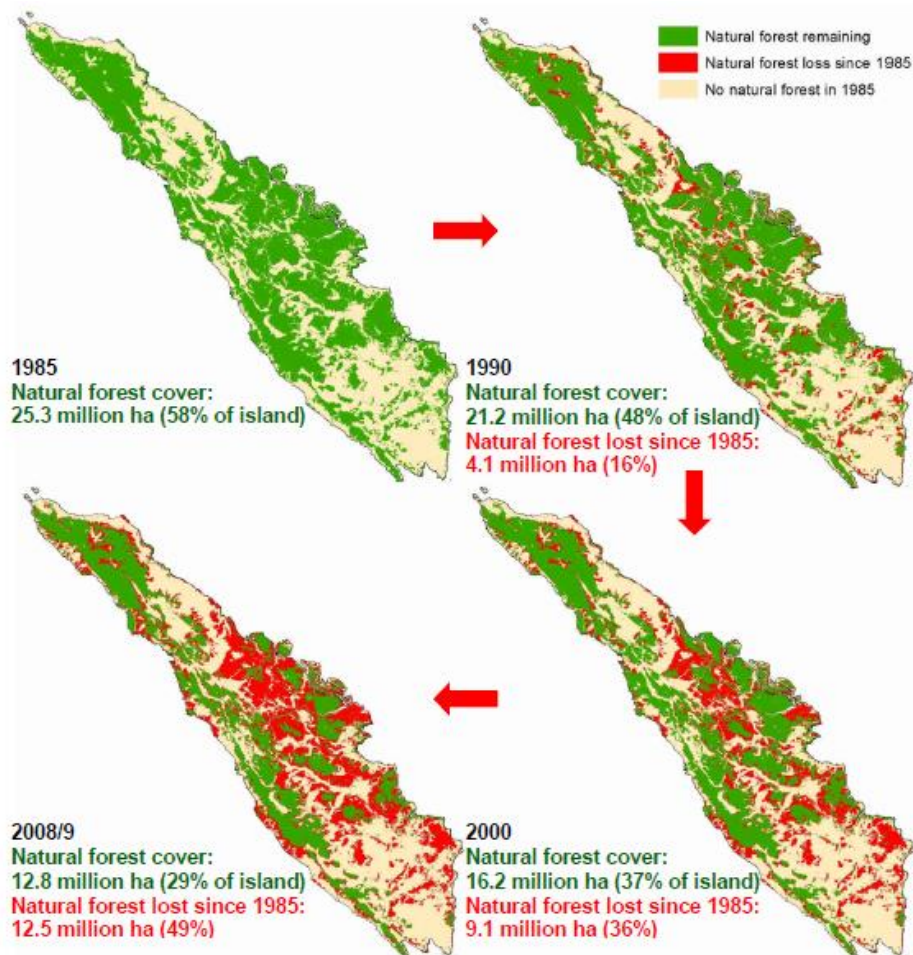 Natural forest remaining
Natural forest loss since 1985
No natural forest in 1985
1985
Natural forest cover:
25.3 million ha (58% of island)
1990
Natural forest cover:
21.2 million ha (48% of island)
Natural forest lost since 1985:
4.1 million ha (16%)
2008/9
Natural forest cover:
12.8 million ha (29% of island)
Natural forest lost since 1985:
12.5 million ha (49%)
2000
Natural forest cover:
16.2 million ha (37% of island)
Natural forest lost since 1985:
9.1 million ha (36%)